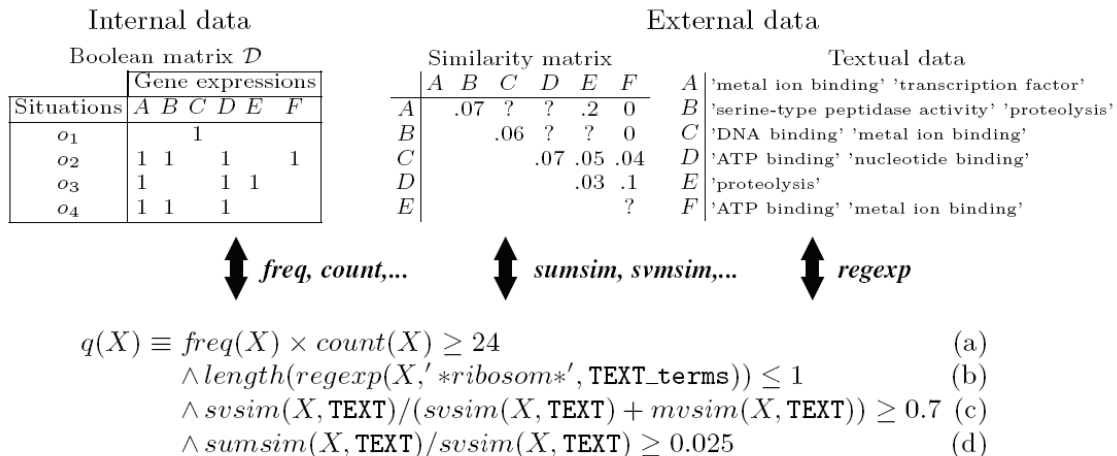 Internal data External data
Boolean matrix 𝒟 Similarity matrix Textual data
Gene expressions A B C D E F A 'metal ion binding' 'transcription factor'
Situations A B C D E F A .07 ? ? .2 0 B 'serine-type peptidase activity' 'proteolysis'
o₁ 1 B .06 ? ? 0 C 'DNA binding' 'metal ion binding'
o₂ 1 1 1 1 C .07 .05 .04 D 'ATP binding' 'nucleotide binding'
o₃ 1 1 1 D .03 .1 E 'proteolysis'
o₄ 1 1 1 E ? F 'ATP binding' 'metal ion binding'
freq, count,... sumsim, svmsim,... regexp
q(X) ≡ freq(X) × count(X) ≥ 24 (a)
∧ length(regexp(X,' *ribosom*', TEXT_terms)) ≤ 1 (b)
∧ svsim(X, TEXT)/(svsim(X, TEXT) + mvsim(X, TEXT)) ≥ 0.7 (c)
∧ sumsim(X, TEXT)/svsim(X, TEXT) ≥ 0.025 (d)